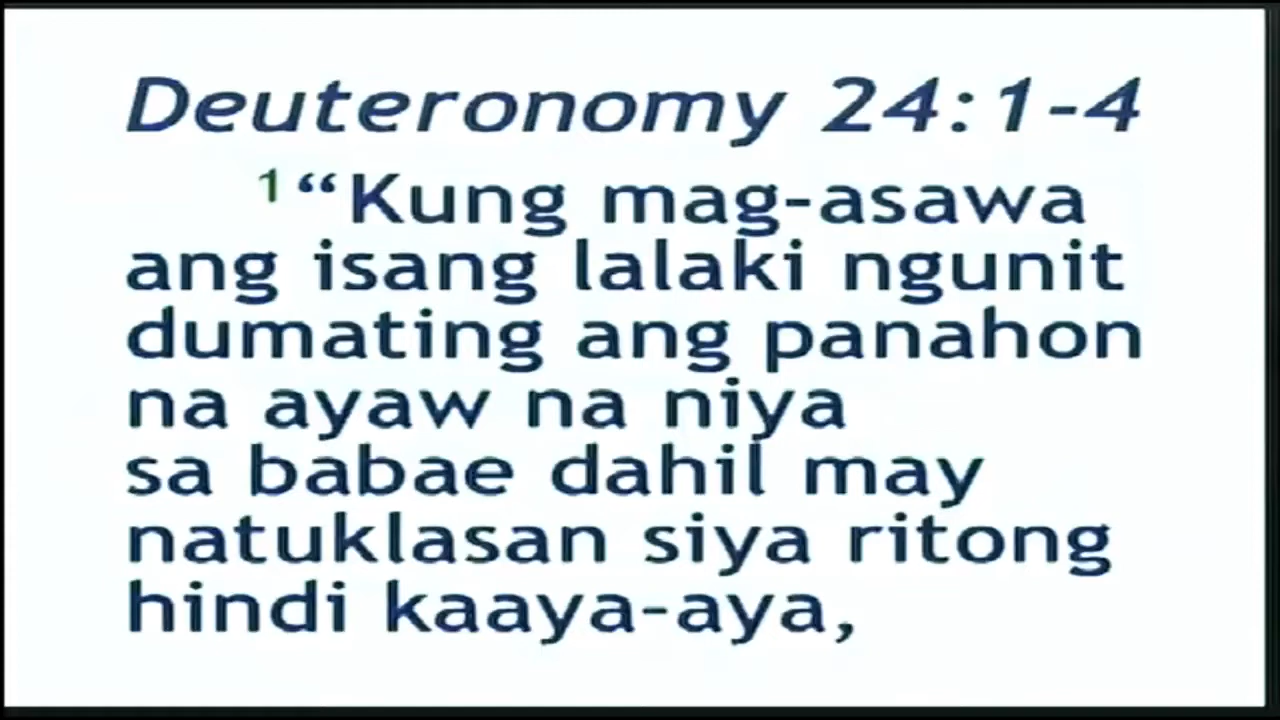 Deuteronomy 24:1-4
¹“Kung mag-asawa
ang isang lalaki ngunit
dumating ang panahon
na ayaw na niya
sa babae dahil may
natuklasan siya ritong
hindi kaaya-aya,